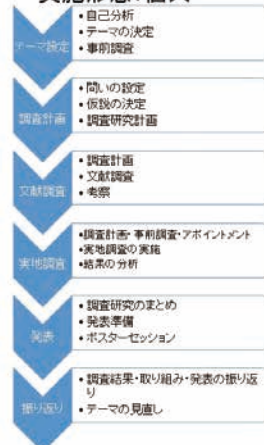 ・自己分析
・テーマの決定
・事前調査
テーマ設定
・問いの設定
・仮説の決定
・調査研究計画
調査計画
・調査計画
・文献調査
・考察
文献調査
・調査計画・事前調査・アポイントメント
・実地調査の実施
・結果の分析
実地調査
・調査研究のまとめ
・発表準備
・ポスターセッション
発表
・調査結果・取り組み・発表の振り返
り
・テーマの見直し
振り返り